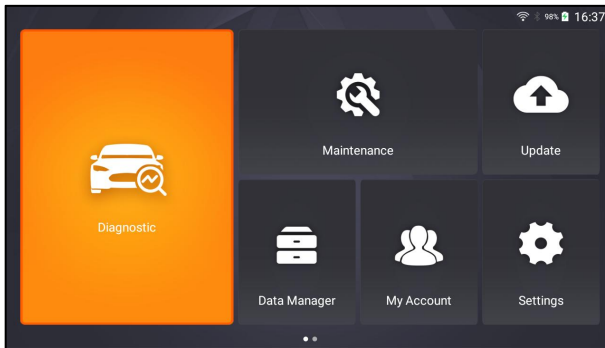 98% 16:37
Maintenance
Update
Diagnostic
Data Manager
My Account
Settings